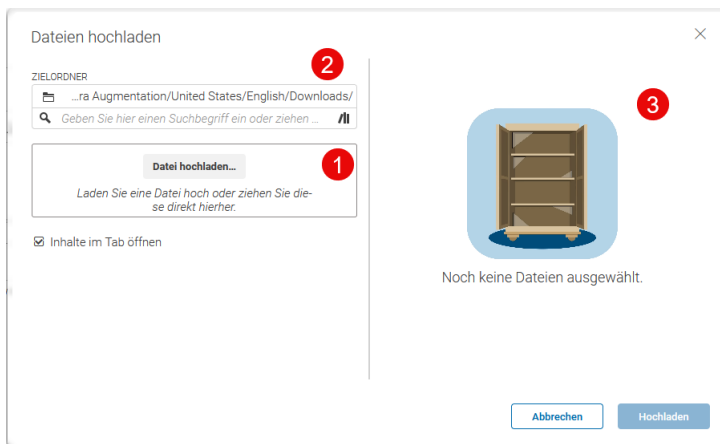 Dateien hochladen
2
ZIELORDNER
...ra Augmentation/United States/English/Downloads/
Geben Sie hier einen Suchbegriff ein oder ziehen ...
3
1
Datei hochladen...
Laden Sie eine Datei hoch oder ziehen Sie die-
se direkt hierher.
Inhalte im Tab öffnen
Noch keine Dateien ausgewählt.
Abbrechen
Hochladen